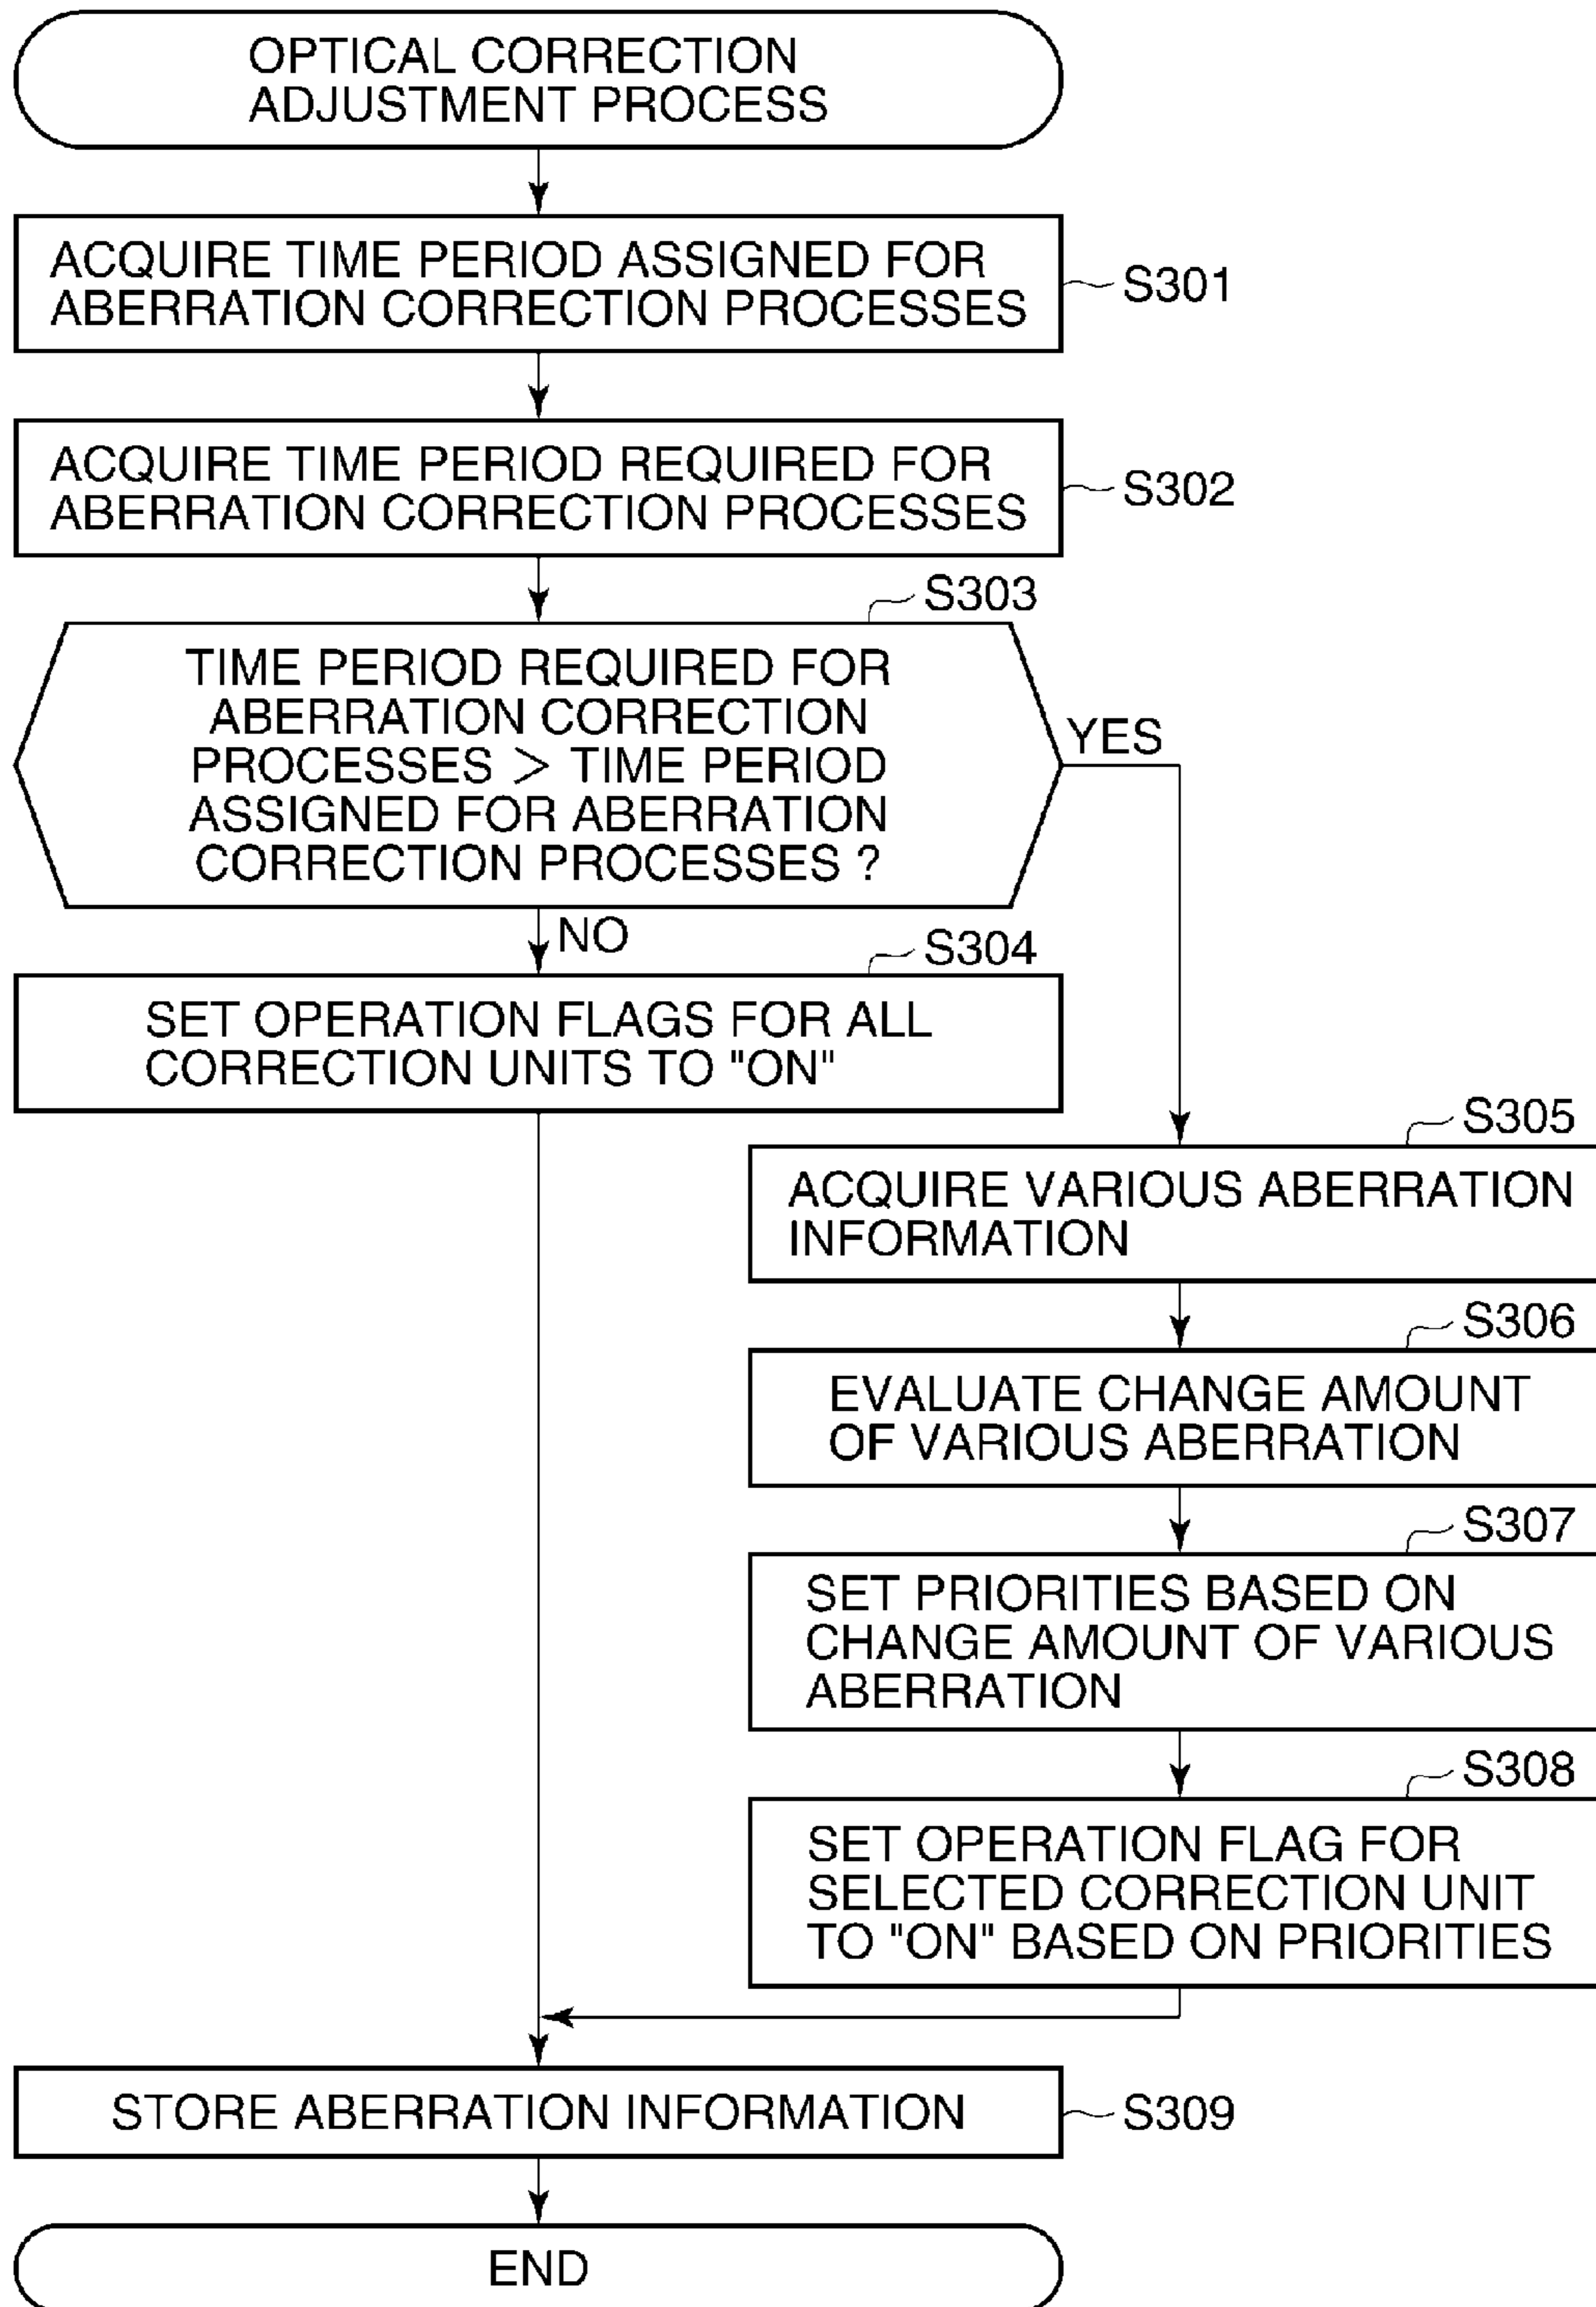 OPTICAL CORRECTION
ADJUSTMENT PROCESS
ACQUIRE TIME PERIOD ASSIGNED FOR
ABERRATION CORRECTION PROCESSES
S301
ACQUIRE TIME PERIOD REQUIRED FOR
ABERRATION CORRECTION PROCESSES
S302
S303
TIME PERIOD REQUIRED FOR
ABERRATION CORRECTION
PROCESSES > TIME PERIOD
ASSIGNED FOR ABERRATION
CORRECTION PROCESSES ?
YES
NO
S304
SET OPERATION FLAGS FOR ALL
CORRECTION UNITS TO "ON"
S305
ACQUIRE VARIOUS ABERRATION
INFORMATION
S306
EVALUATE CHANGE AMOUNT
OF VARIOUS ABERRATION
S307
SET PRIORITIES BASED ON
CHANGE AMOUNT OF VARIOUS
ABERRATION
S308
SET OPERATION FLAG FOR
SELECTED CORRECTION UNIT
TO "ON" BASED ON PRIORITIES
STORE ABERRATION INFORMATION
S309
END